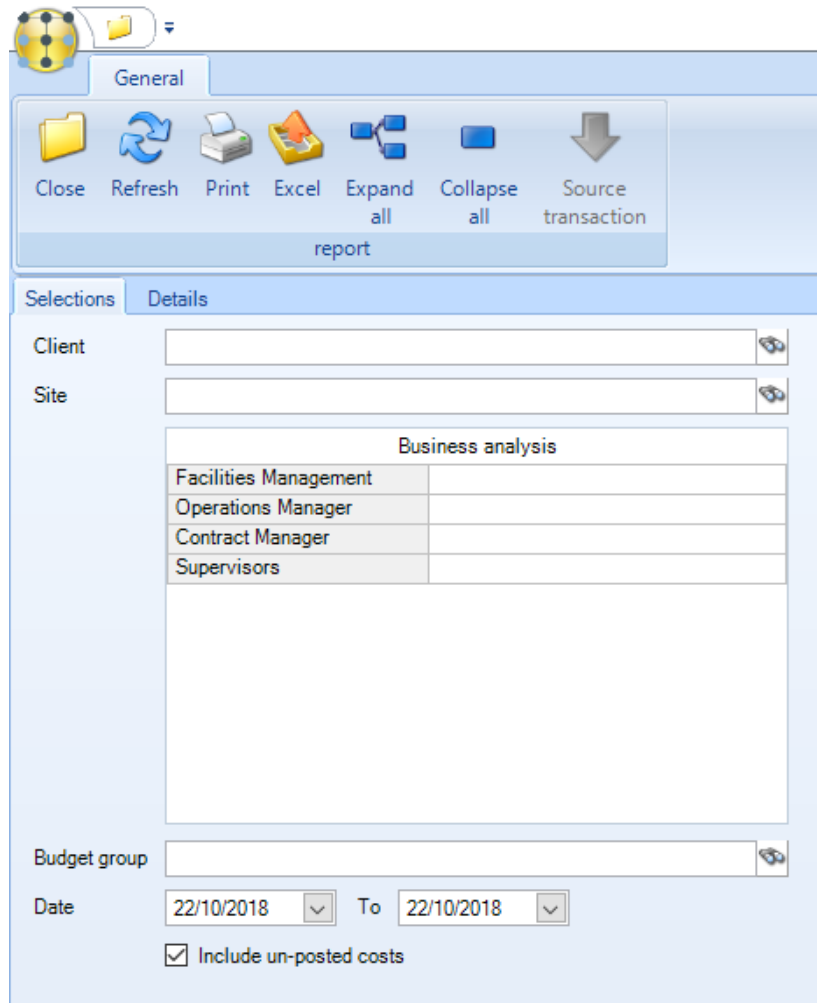 General
Close Refresh Print Excel Expand all Collapse all Source transaction
report
Selections Details
Client
Site
Business analysis
Facilities Management
Operations Manager
Contract Manager
Supervisors
Budget group
Date 22/10/2018 To 22/10/2018
Include un-posted costs